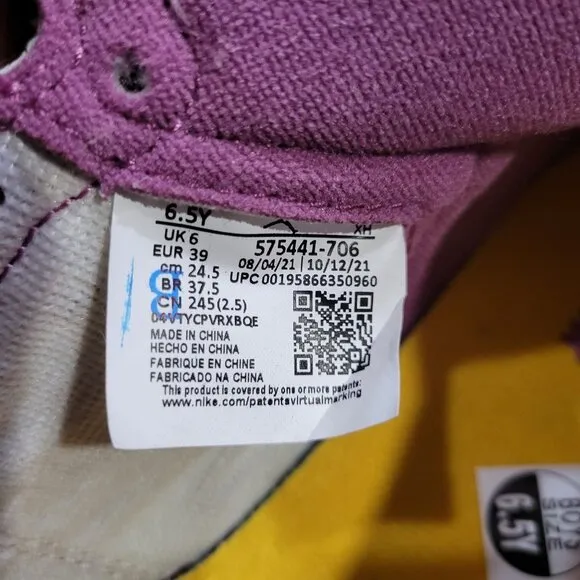 6.5Y
XH
UK 6
EUR 39
cm 24.5
BR 37.5
CN 245(2.5)
575441-706
08/04/21 | 10/12/21
UPC 00195866350960
04VTYCPVRXBQE
MADE IN CHINA
HECHO EN CHINA
FABRIQUE EN CHINE
FABRICADO NA CHINA
This product is covered by one or more patents:
www.nike.com/patentsvirtualmarking
8
6.5Y